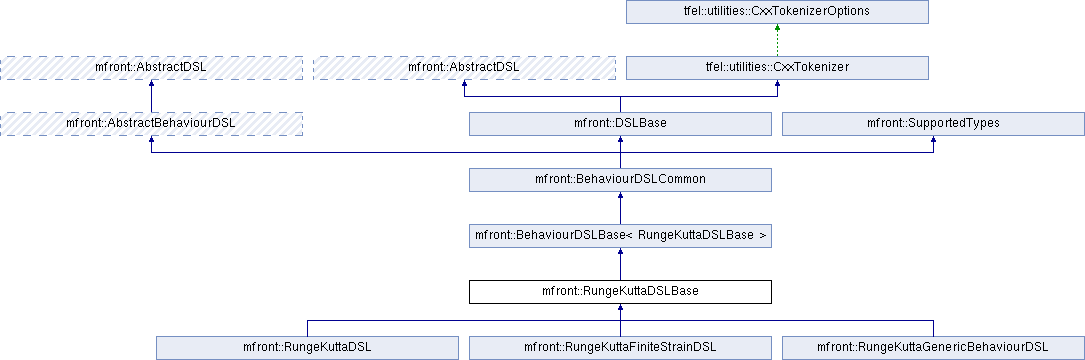 tfel::utilities::CxxTokenizerOptions
mfront::AbstractDSL
mfront::AbstractDSL
tfel::utilities::CxxTokenizer
mfront::AbstractBehaviourDSL
mfront::DSLBase
mfront::SupportedTypes
mfront::BehaviourDSLCommon
mfront::BehaviourDSLBase< RungeKuttaDSLBase >
mfront::RungeKuttaDSLBase
mfront::RungeKuttaDSL
mfront::RungeKuttaFiniteStrainDSL
mfront::RungeKuttaGenericBehaviourDSL